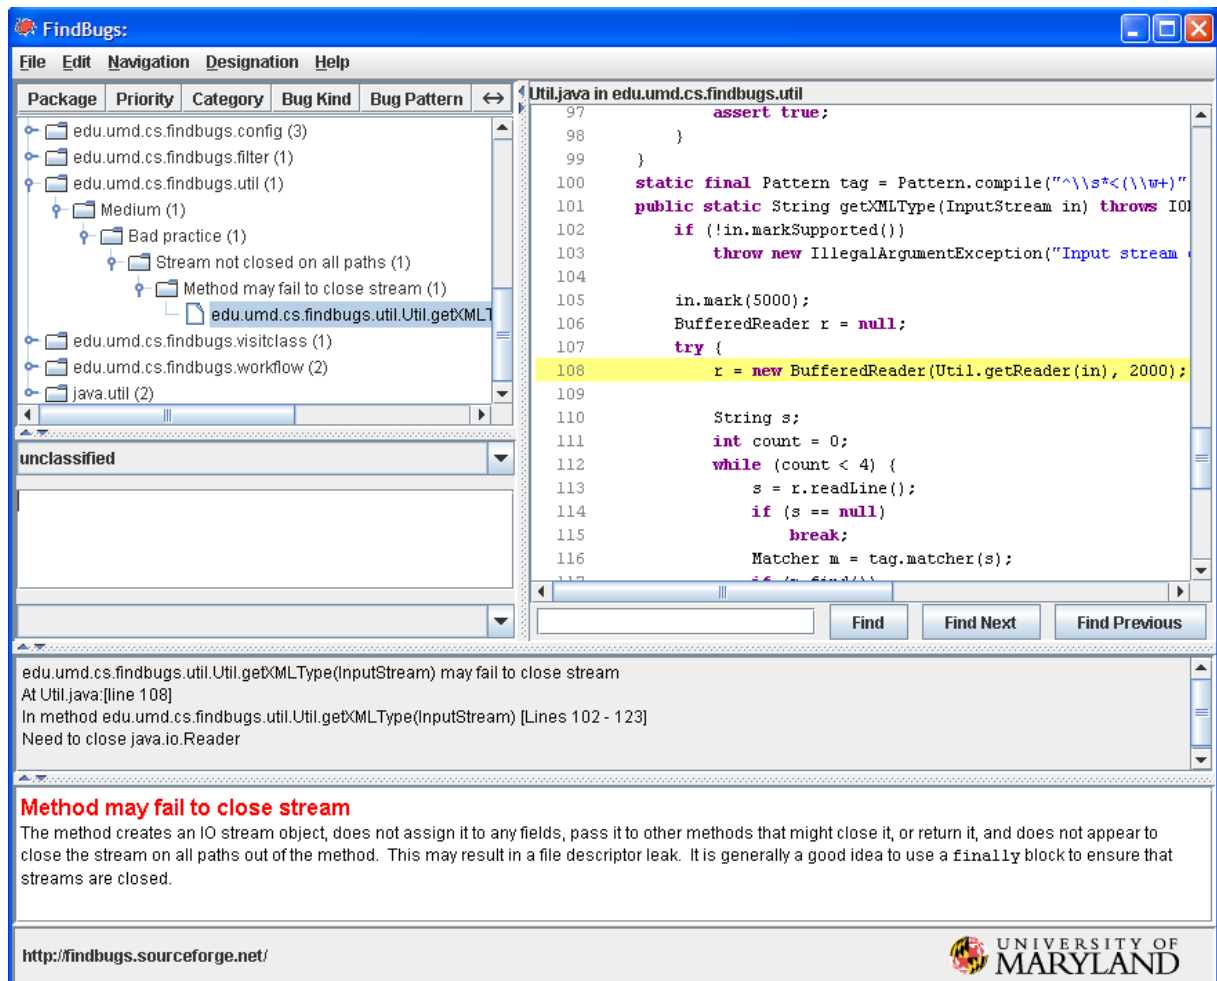 FindBugs:
File Edit Navigation Designation Help
Package Priority Category Bug Kind Bug Pattern ↔
edu.umd.cs.findbugs.config (3)
edu.umd.cs.findbugs.filter (1)
edu.umd.cs.findbugs.util (1)
Medium (1)
Bad practice (1)
Stream not closed on all paths (1)
Method may fail to close stream (1)
edu.umd.cs.findbugs.util.Util.getXMLT
edu.umd.cs.findbugs.visitclass (1)
edu.umd.cs.findbugs.workflow (2)
java.util (2)
unclassified
Util.java in edu.umd.cs.findbugs.util
97 assert true;
98 }
99 }
100 static final Pattern tag = Pattern.compile("^\\s*<(\\w+)"
101 public static String getXMLType(InputStream in) throws IO
102 if (!in.markSupported())
103 throw new IllegalArgumentException("Input stream
104
105 in.mark(5000);
106 BufferedReader r = null;
107 try {
108 r = new BufferedReader(Util.getReader(in), 2000);
109
110 String s;
111 int count = 0;
112 while (count < 4) {
113 s = r.readLine();
114 if (s == null)
115 break;
116 Matcher m = tag.matcher(s);
Find Find Next Find Previous
edu.umd.cs.findbugs.util.Util.getXMLType(InputStream) may fail to close stream
At Util.java:[line 108]
In method edu.umd.cs.findbugs.util.Util.getXMLType(InputStream) [Lines 102 - 123]
Need to close java.io.Reader
Method may fail to close stream
The method creates an IO stream object, does not assign it to any fields, pass it to other methods that might close it, or return it, and does not appear to
close the stream on all paths out of the method.  This may result in a file descriptor leak.  It is generally a good idea to use a finally block to ensure that
streams are closed.
http://findbugs.sourceforge.net/
UNIVERSITY OF
MARYLAND